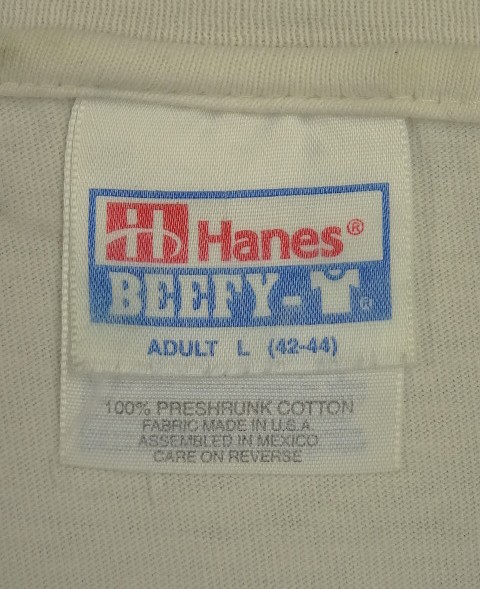 Hanes®
BEEFY-T®
ADULT L (42-44)
100% PRESHRUNK COTTON
FABRIC MADE IN U.S.A.
ASSEMBLED IN MEXICO
CARE ON REVERSE